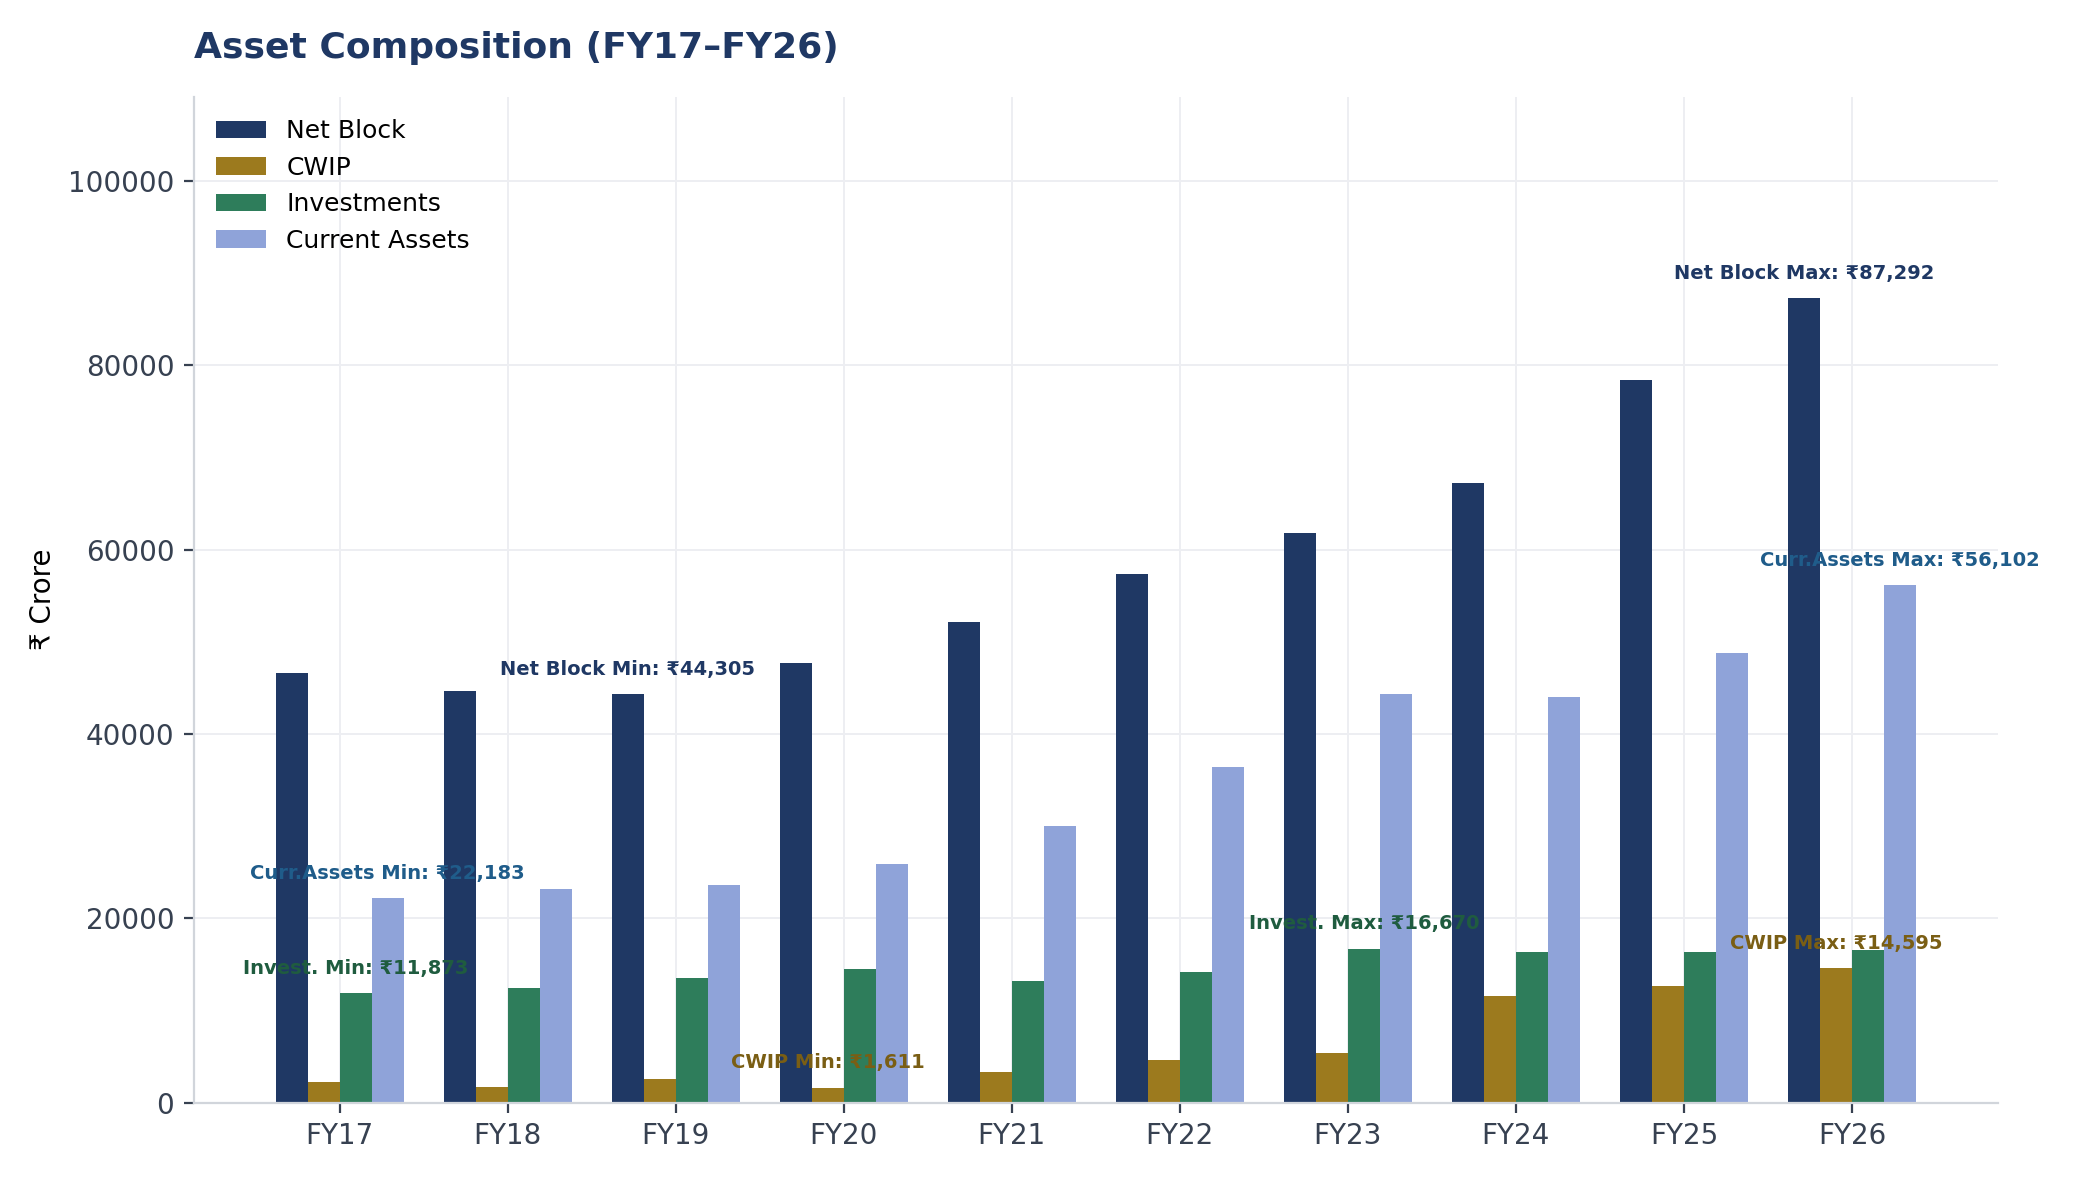 Asset Composition (FY17–FY26)
Net Block
CWIP
Investments
Current Assets
₹ Crore
100000
80000
60000
40000
20000
0
Net Block Max: ₹87,292
Curr.Assets Max: ₹56,102
Net Block Min: ₹44,305
Curr.Assets Min: ₹22,183
Invest. Max: ₹16,670
CWIP Max: ₹14,595
Invest. Min: ₹11,873
CWIP Min: ₹1,611
FY17 FY18 FY19 FY20 FY21 FY22 FY23 FY24 FY25 FY26